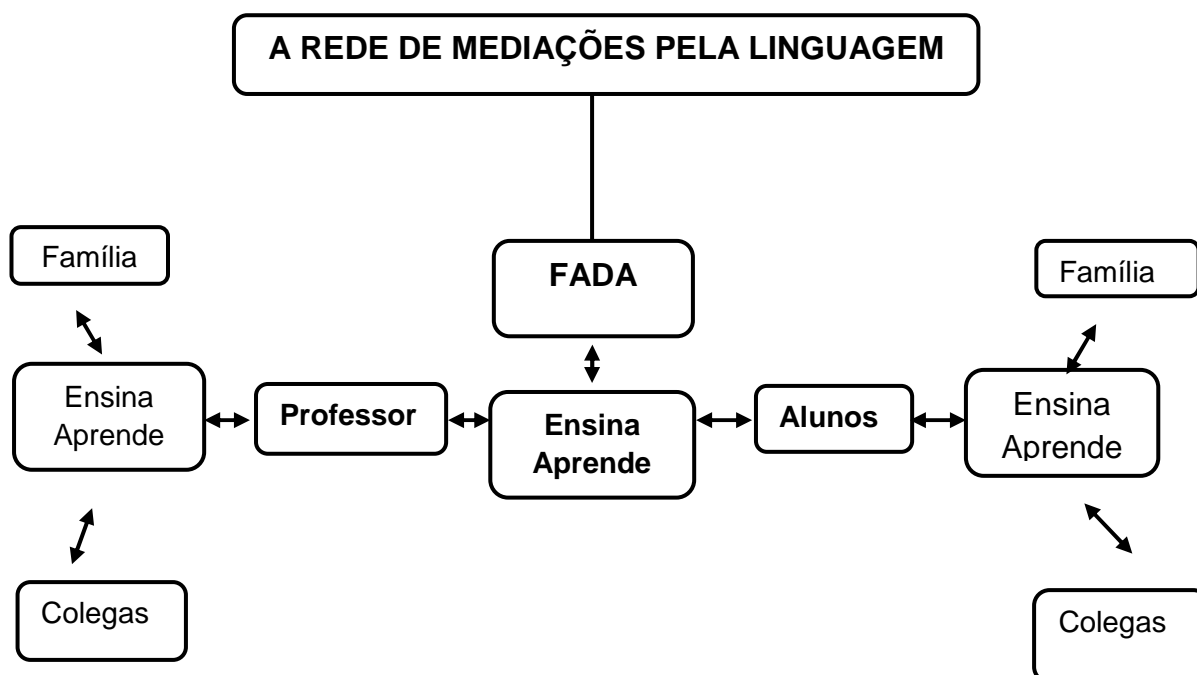 A REDE DE MEDIAÇÕES PELA LINGUAGEM
Família
FADA
Família
Ensina
Aprende
Professor
Ensina
Aprende
Alunos
Ensina
Aprende
Colegas
Colegas